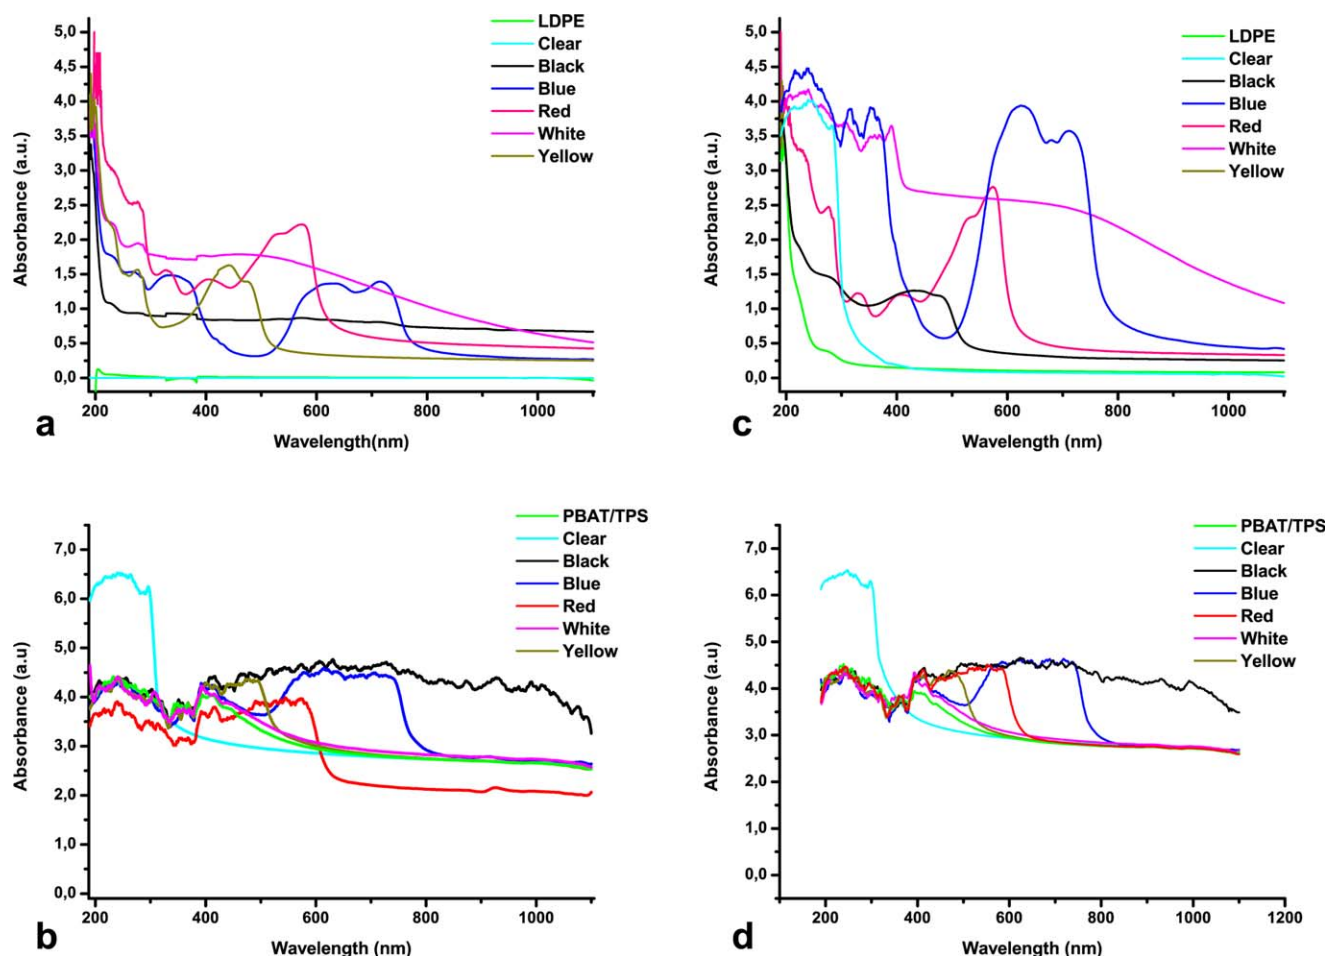 5,0
4,5
4,0
3,5
3,0
2,5
2,0
1,5
1,0
0,5
0,0
Absorbance (a.u.)
LDPE
Clear
Black
Blue
Red
White
Yellow
200 400 600 800 1000
Wavelength(nm)
a
5,0
4,5
4,0
3,5
3,0
2,5
2,0
1,5
1,0
0,5
0,0
Absorbance (a.u.)
LDPE
Clear
Black
Blue
Red
White
Yellow
200 400 600 800 1000
Wavelength (nm)
c
7,0
6,0
5,0
4,0
3,0
2,0
1,0
0,0
Absorbance (a.u)
PBAT/TPS
Clear
Black
Blue
Red
White
Yellow
200 400 600 800 1000
Wavelength (nm)
b
7,0
6,0
5,0
4,0
3,0
2,0
1,0
0,0
Absorbance (a.u.)
PBAT/TPS
Clear
Black
Blue
Red
White
Yellow
200 400 600 800 1000 1200
Wavelength (nm)
d